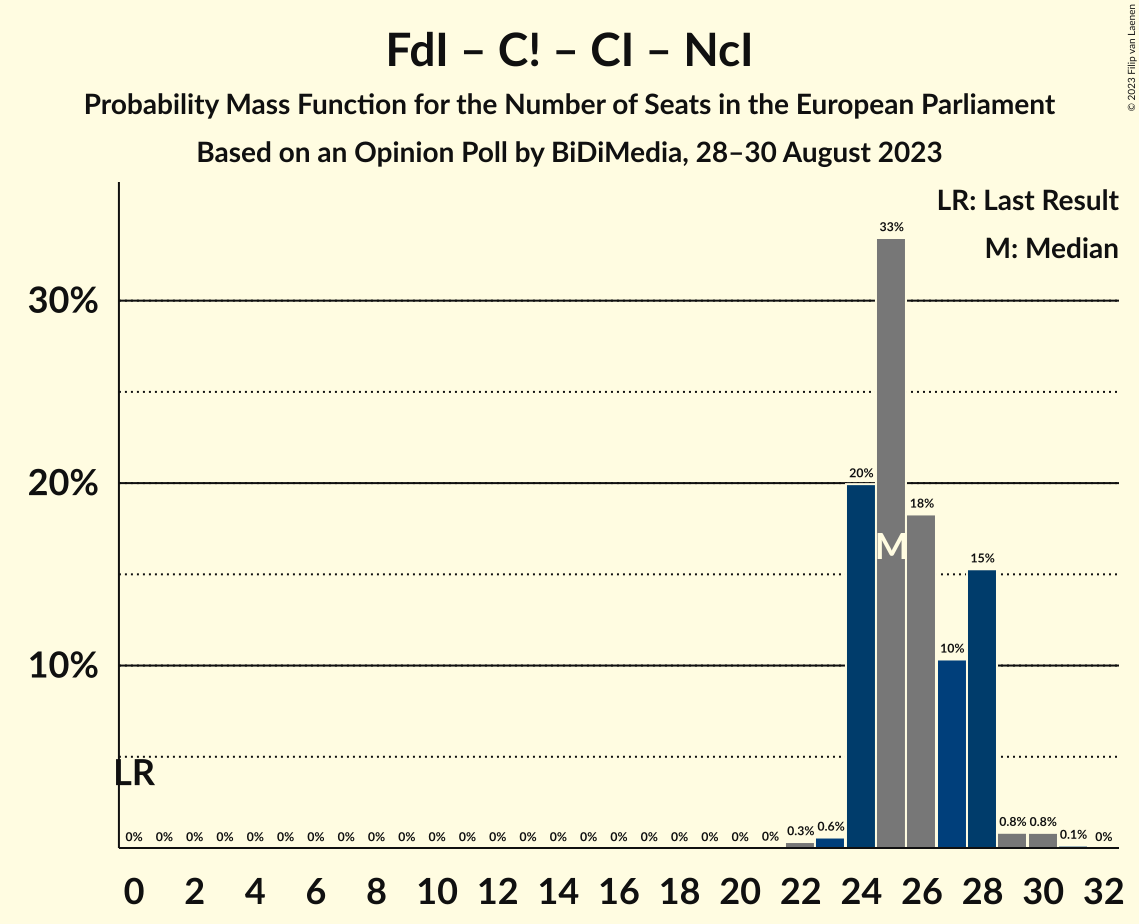 FdI – C! – CI – NcI
Probability Mass Function for the Number of Seats in the European Parliament
Based on an Opinion Poll by BiDiMedia, 28–30 August 2023
© 2023 Filip van Laenen
LR: Last Result
M: Median
33%
30%
20%
20%
18%
M
15%
10%
10%
LR
0% 0% 0% 0% 0% 0% 0% 0% 0% 0% 0% 0% 0% 0% 0% 0% 0% 0% 0% 0% 0% 0% 0.3% 0.6% 0.8% 0.8% 0.1% 0%
0 2 4 6 8 10 12 14 16 18 20 22 24 26 28 30 32